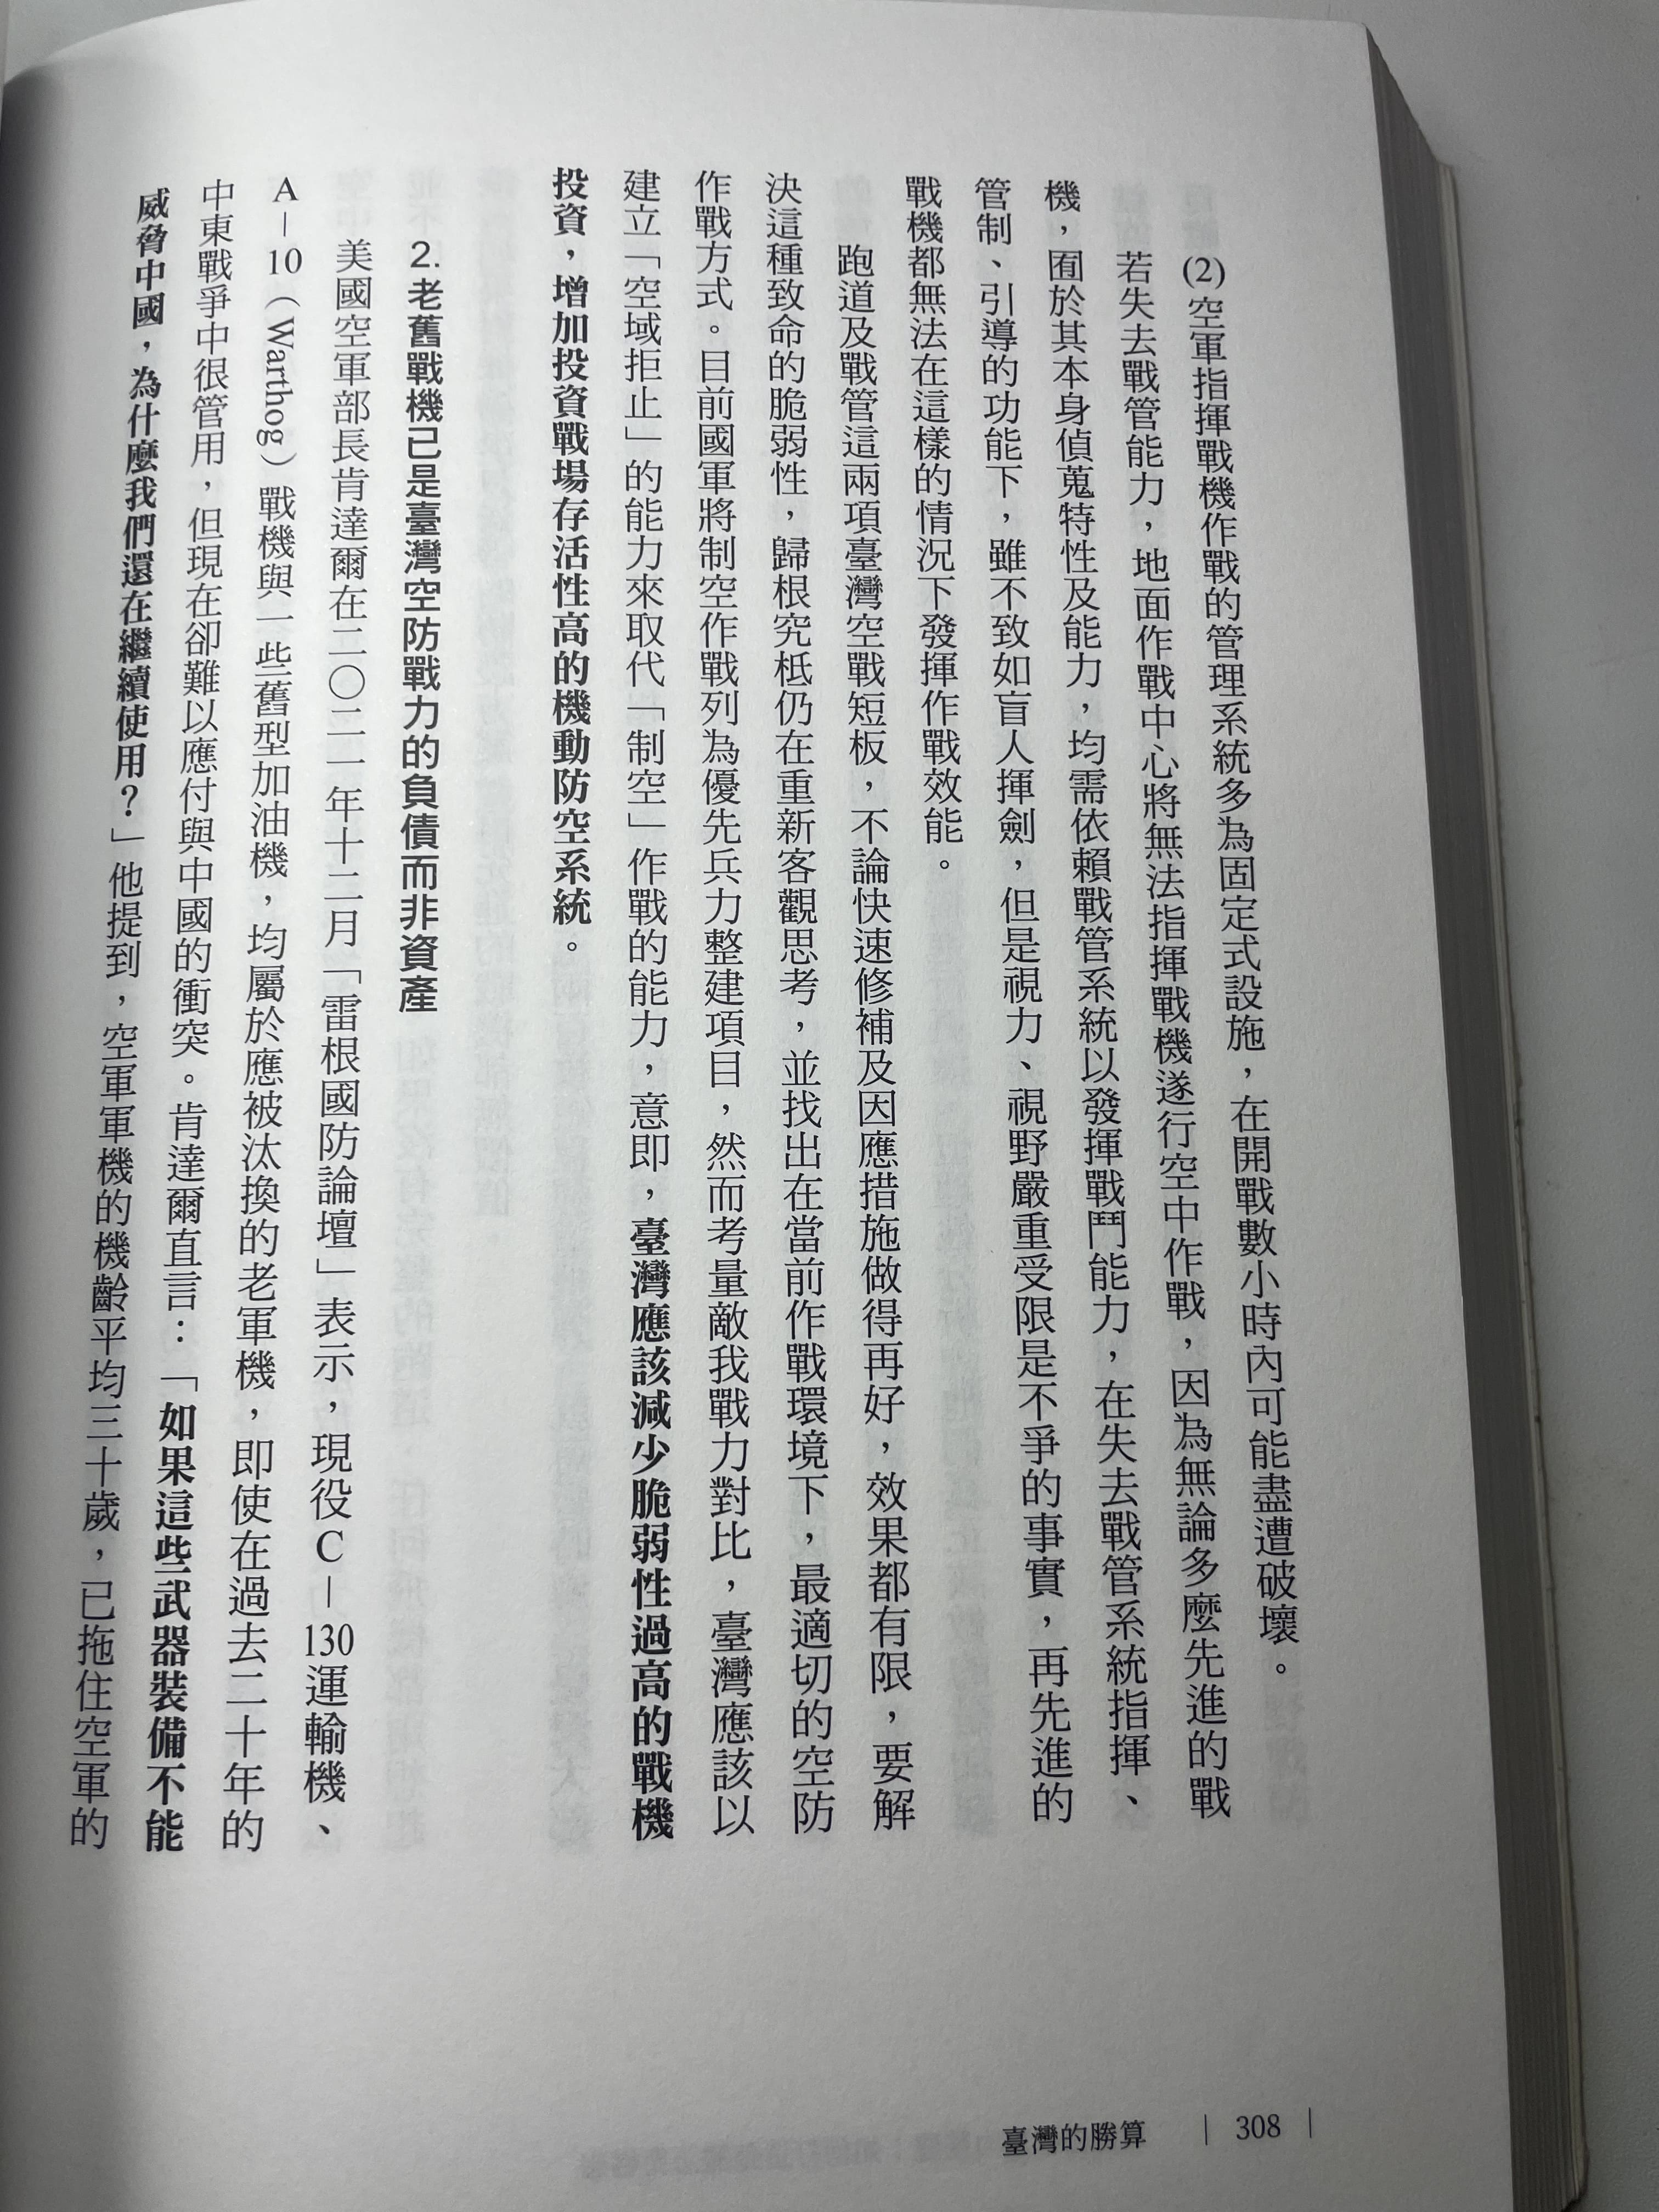 (2)空軍指揮戰機作戰的管理系統多為固定式設施，在開戰數小時內可能盡遭破壞。
若失去戰管能力，地面作戰中心將無法指揮戰機遂行空中作戰，因為無論多麼先進的戰
機，囿於其本身偵蒐特性及能力，均需依賴戰管系統以發揮戰鬥能力，在失去戰管系統指揮、
管制、引導的功能下，雖不致如盲人揮劍，但是視力、視野嚴重受限是不爭的事實，再先進的
戰機都無法在這樣的情況下發揮作戰效能。
跑道及戰管這兩項臺灣空戰短板，不論快速修補及因應措施做得再好，效果都有限，要解
決這種致命的脆弱性，歸根究柢仍在重新客觀思考，並找出在當前作戰環境下，最適切的空防
作戰方式。目前國軍將制空作戰列為優先兵力整建項目，然而考量敵我戰力對比，臺灣應該以
建立「空域拒止」的能力來取代「制空」作戰的能力，意即，臺灣應該減少脆弱性過高的戰機
投資，增加投資戰場存活性高的機動防空系統。
2.老舊戰機已是臺灣空防戰力的負債而非資產
美國空軍部長肯達爾在二〇二一年十二月「雷根國防論壇」表示，現役C－130運輸機、
A－10（Warthog）戰機與一些舊型加油機，均屬於應被汰換的老軍機，即使在過去二十年的
中東戰爭中很管用，但現在卻難以應付與中國的衝突。肯達爾直言：「如果這些武器裝備不能
威脅中國，為什麼我們還在繼續使用？」他提到，空軍軍機的機齡平均三十歲，已拖住空軍的
臺灣的勝算 ｜ 308 ｜